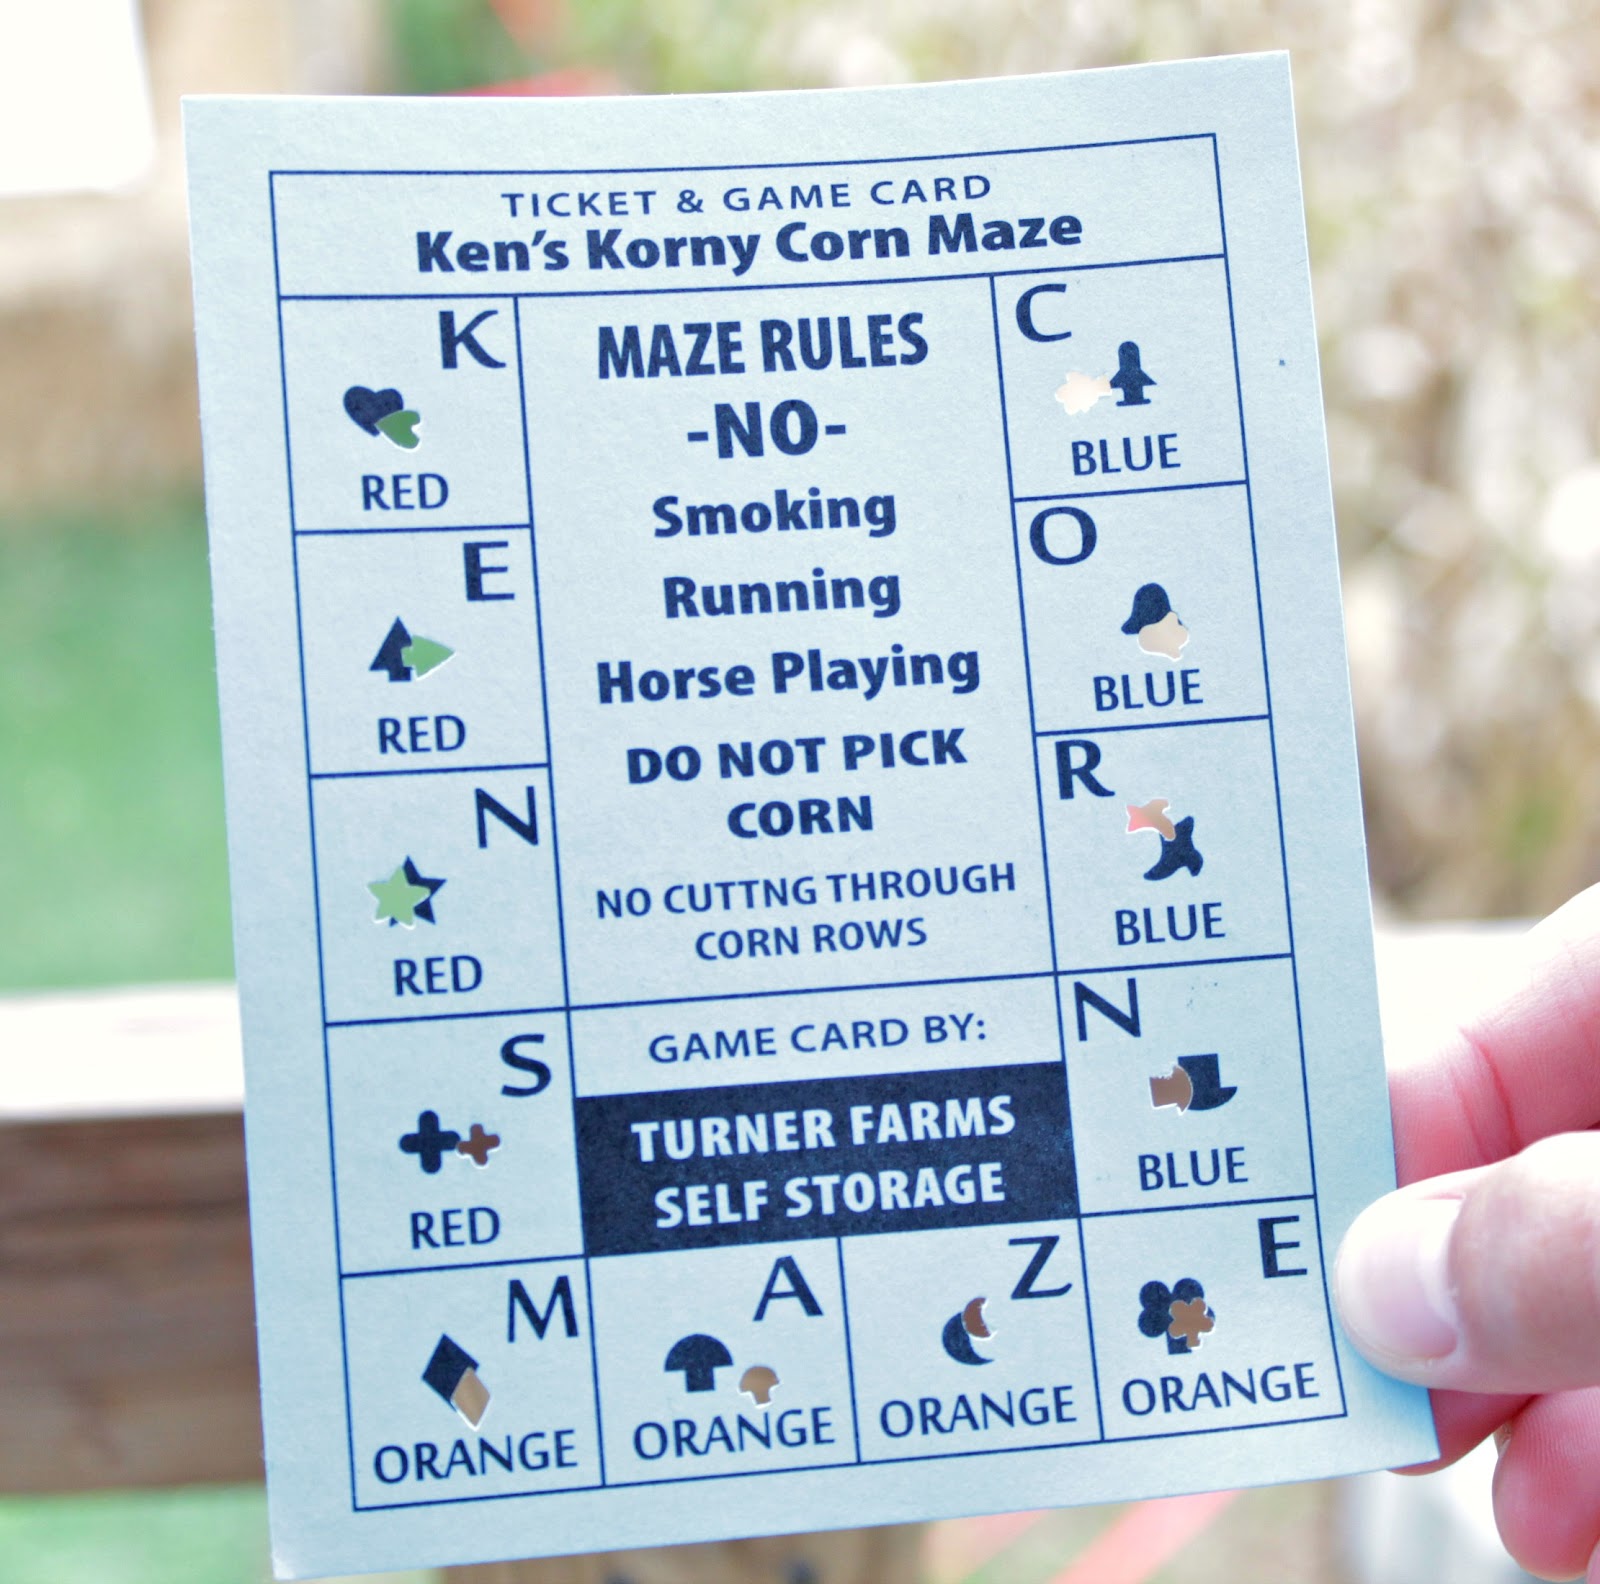 TICKET & GAME CARD
Ken's Korny Corn Maze
K
RED
E
RED
N
RED
S
RED
MAZE RULES
-NO-
Smoking
Running
Horse Playing
DO NOT PICK
CORN
NO CUTTNG THROUGH
CORN ROWS
GAME CARD BY:
TURNER FARMS
SELF STORAGE
C
BLUE
O
BLUE
R
BLUE
N
BLUE
M
ORANGE
A
ORANGE
Z
ORANGE
E
ORANGE